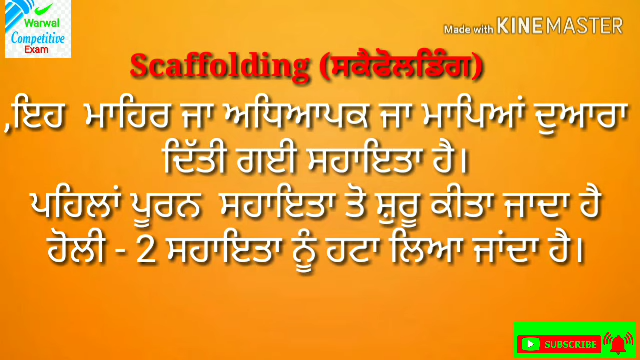 Warwal
Competitive
Exam
Made with KINEMASTER
Scaffolding (ਸਕੈਫੋਲਡਿੰਗ)
,ਇਹ ਮਾਹਿਰ ਜਾ ਅਧਿਆਪਕ ਜਾ ਮਾਪਿਆਂ ਦੁਆਰਾ
ਦਿੱਤੀ ਗਈ ਸਹਾਇਤਾ ਹੈ।
ਪਹਿਲਾਂ ਪੂਰਨ ਸਹਾਇਤਾ ਤੋ ਸ਼ੁਰੂ ਕੀਤਾ ਜਾਦਾ ਹੈ
ਹੋਲੀ - 2 ਸਹਾਇਤਾ ਨੂੰ ਹਟਾ ਲਿਆ ਜਾਂਦਾ ਹੈ।
SUBSCRIBE